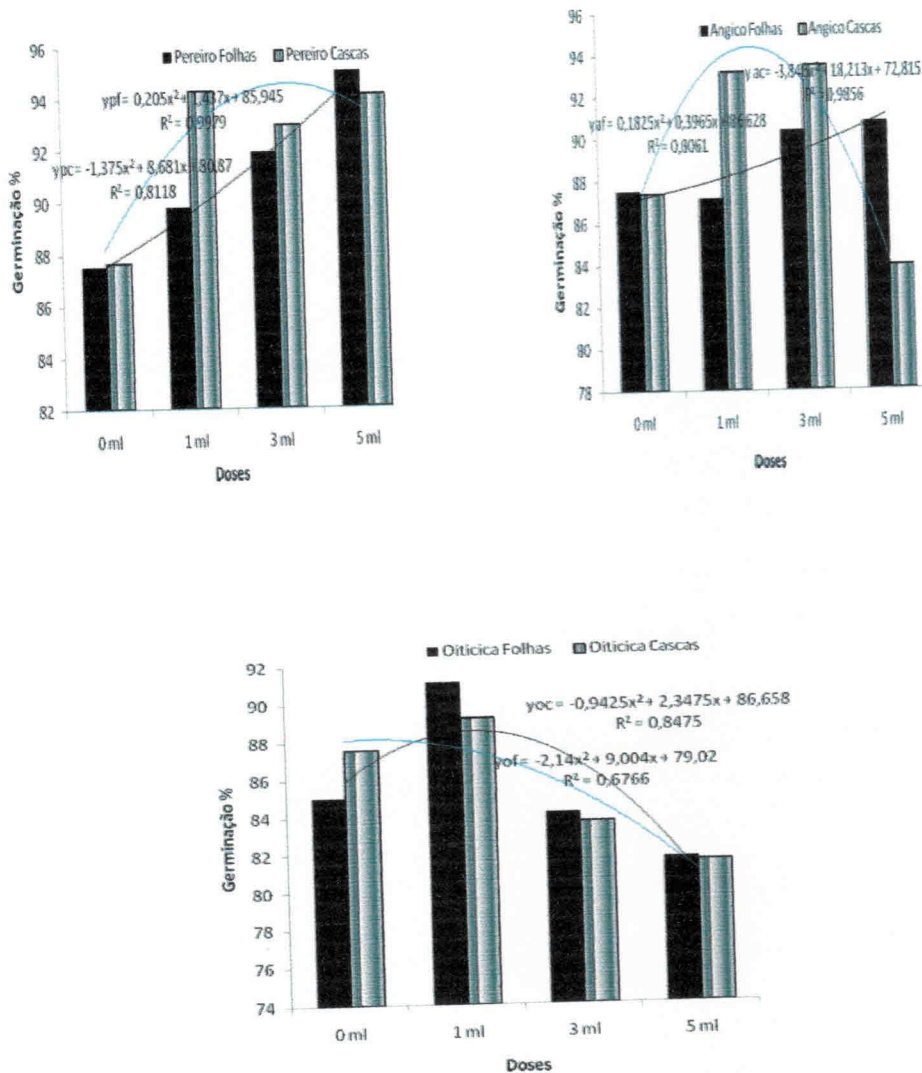 Pereiro Folhas Pereiro Cascas
96
94
92
90
88
86
84
82
Germinação %
ypf = 0,205x² + 1,437x + 85,945
R² = 0,9979
ypc = -1,375x² + 8,681x + 80,87
R² = 0,8118
0 ml 1 ml 3 ml 5 ml
Doses
Angico Folhas Angico Cascas
96
94
92
90
88
86
84
82
80
78
Germinação %
18,213x + 72,815
R² = 0,9856
yaf = 0,1825x² + 0,3965x + 86,628
R² = 0,8061
0 ml 1 ml 3 ml 5 ml
Doses
Oiticica Folhas Oiticica Cascas
92
90
88
86
84
82
80
78
76
74
Germinação %
yoc = -0,9425x² + 2,3475x + 86,658
R² = 0,8475
yof = -2,14x² + 9,004x + 79,02
R² = 0,6766
0 ml 1 ml 3 ml 5 ml
Doses